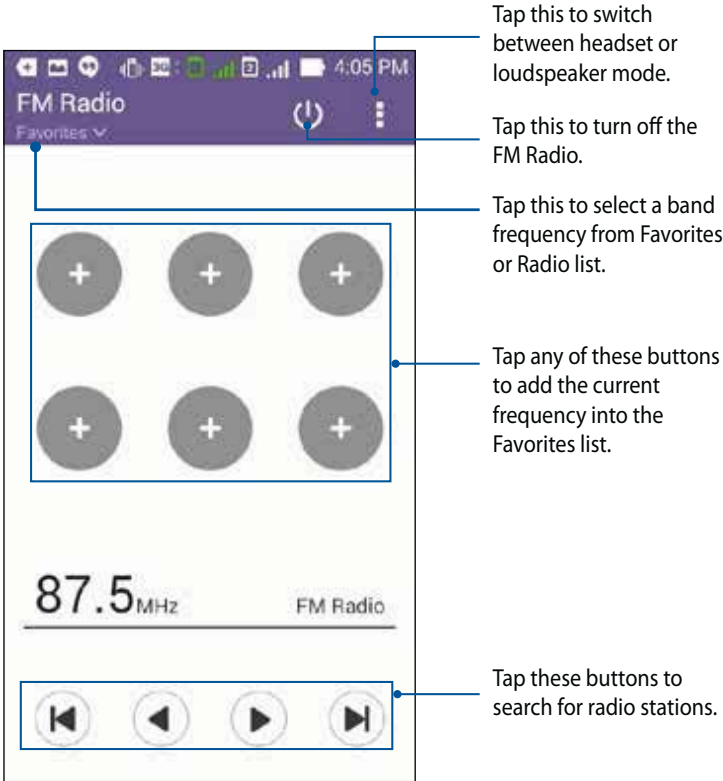 Tap this to switch
between headset or
loudspeaker mode.
3G
2
4:05 PM
FM Radio
Favorites
Tap this to turn off the
FM Radio.
Tap this to select a band
frequency from Favorites
or Radio list.
+ + +
Tap any of these buttons
to add the current
frequency into the
Favorites list.
+ + +
87.5MHz FM Radio
Tap these buttons to
search for radio stations.